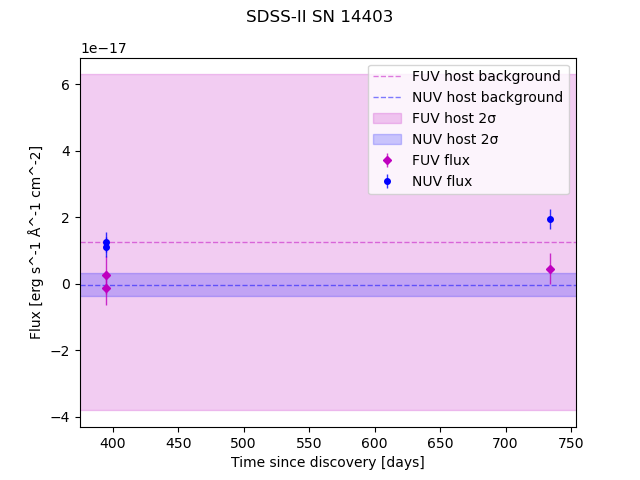 SDSS-II SN 14403
1e−17
FUV host background
NUV host background
FUV host 2σ
NUV host 2σ
FUV flux
NUV flux
6
4
2
0
−2
−4
Flux [erg s^-1 Å^-1 cm^-2]
400 450 500 550 600 650 700 750
Time since discovery [days]